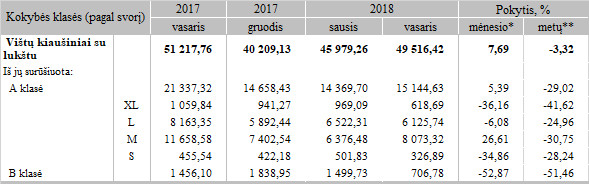 Kokybės klasės (pagal svorį) 2017 2017 2018 Pokytis, %
vasaris gruodis sausis vasaris mėnesio* metų**
Vištų kiaušiniai su lukštu 51 217,76 40 209,13 45 979,26 49 516,42 7,69 -3,32
Iš jų surūšiuota:
A klasė 21 337,32 14 658,43 14 369,70 15 144,63 5,39 -29,02
XL 1 059,84 941,27 969,09 618,69 -36,16 -41,62
L 8 163,35 5 892,44 6 522,31 6 125,74 -6,08 -24,96
M 11 658,58 7 402,54 6 376,48 8 073,32 26,61 -30,75
S 455,54 422,18 501,83 326,89 -34,86 -28,24
B klasė 1 456,10 1 838,95 1 499,73 706,78 -52,87 -51,46